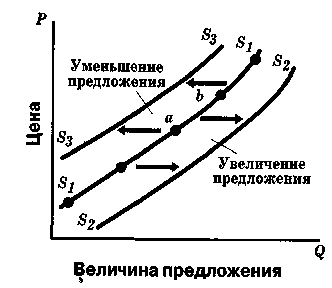 P
S3
S1
S2
Уменьшение
предложения
b
a
Цена
S3
Увеличение
предложения
S1
S2
Q
Величина предложения